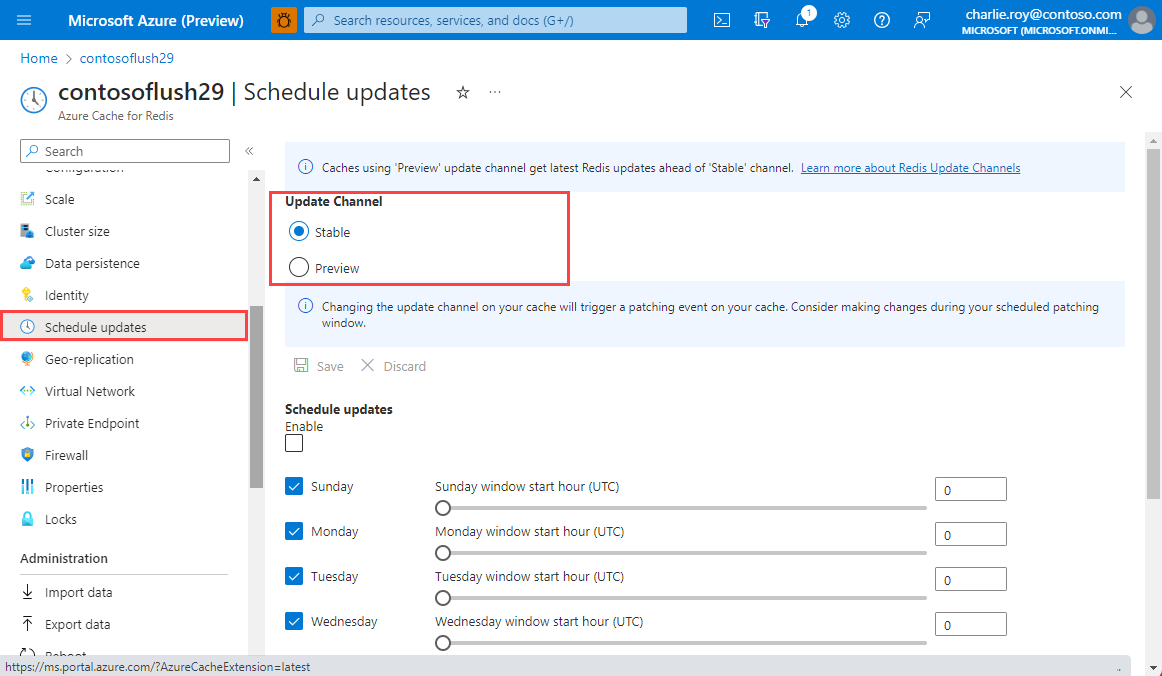 Microsoft Azure (Preview)
Search resources, services, and docs (G+/)
1
charlie.roy@contoso.com
MICROSOFT (MICROSOFT.ONMI...
Home > contosoflush29
contosoflush29 | Schedule updates
Azure Cache for Redis
Search
Configuration
Scale
Cluster size
Data persistence
Identity
Schedule updates
Geo-replication
Virtual Network
Private Endpoint
Firewall
Properties
Locks
Administration
Import data
Export data
Reboot
Caches using 'Preview' update channel get latest Redis updates ahead of 'Stable' channel. Learn more about Redis Update Channels
Update Channel
Stable
Preview
Changing the update channel on your cache will trigger a patching event on your cache. Consider making changes during your scheduled patching
window.
Save Discard
Schedule updates
Enable
Sunday Sunday window start hour (UTC) 0
Monday Monday window start hour (UTC) 0
Tuesday Tuesday window start hour (UTC) 0
Wednesday Wednesday window start hour (UTC) 0
https://ms.portal.azure.com/?AzureCacheExtension=latest